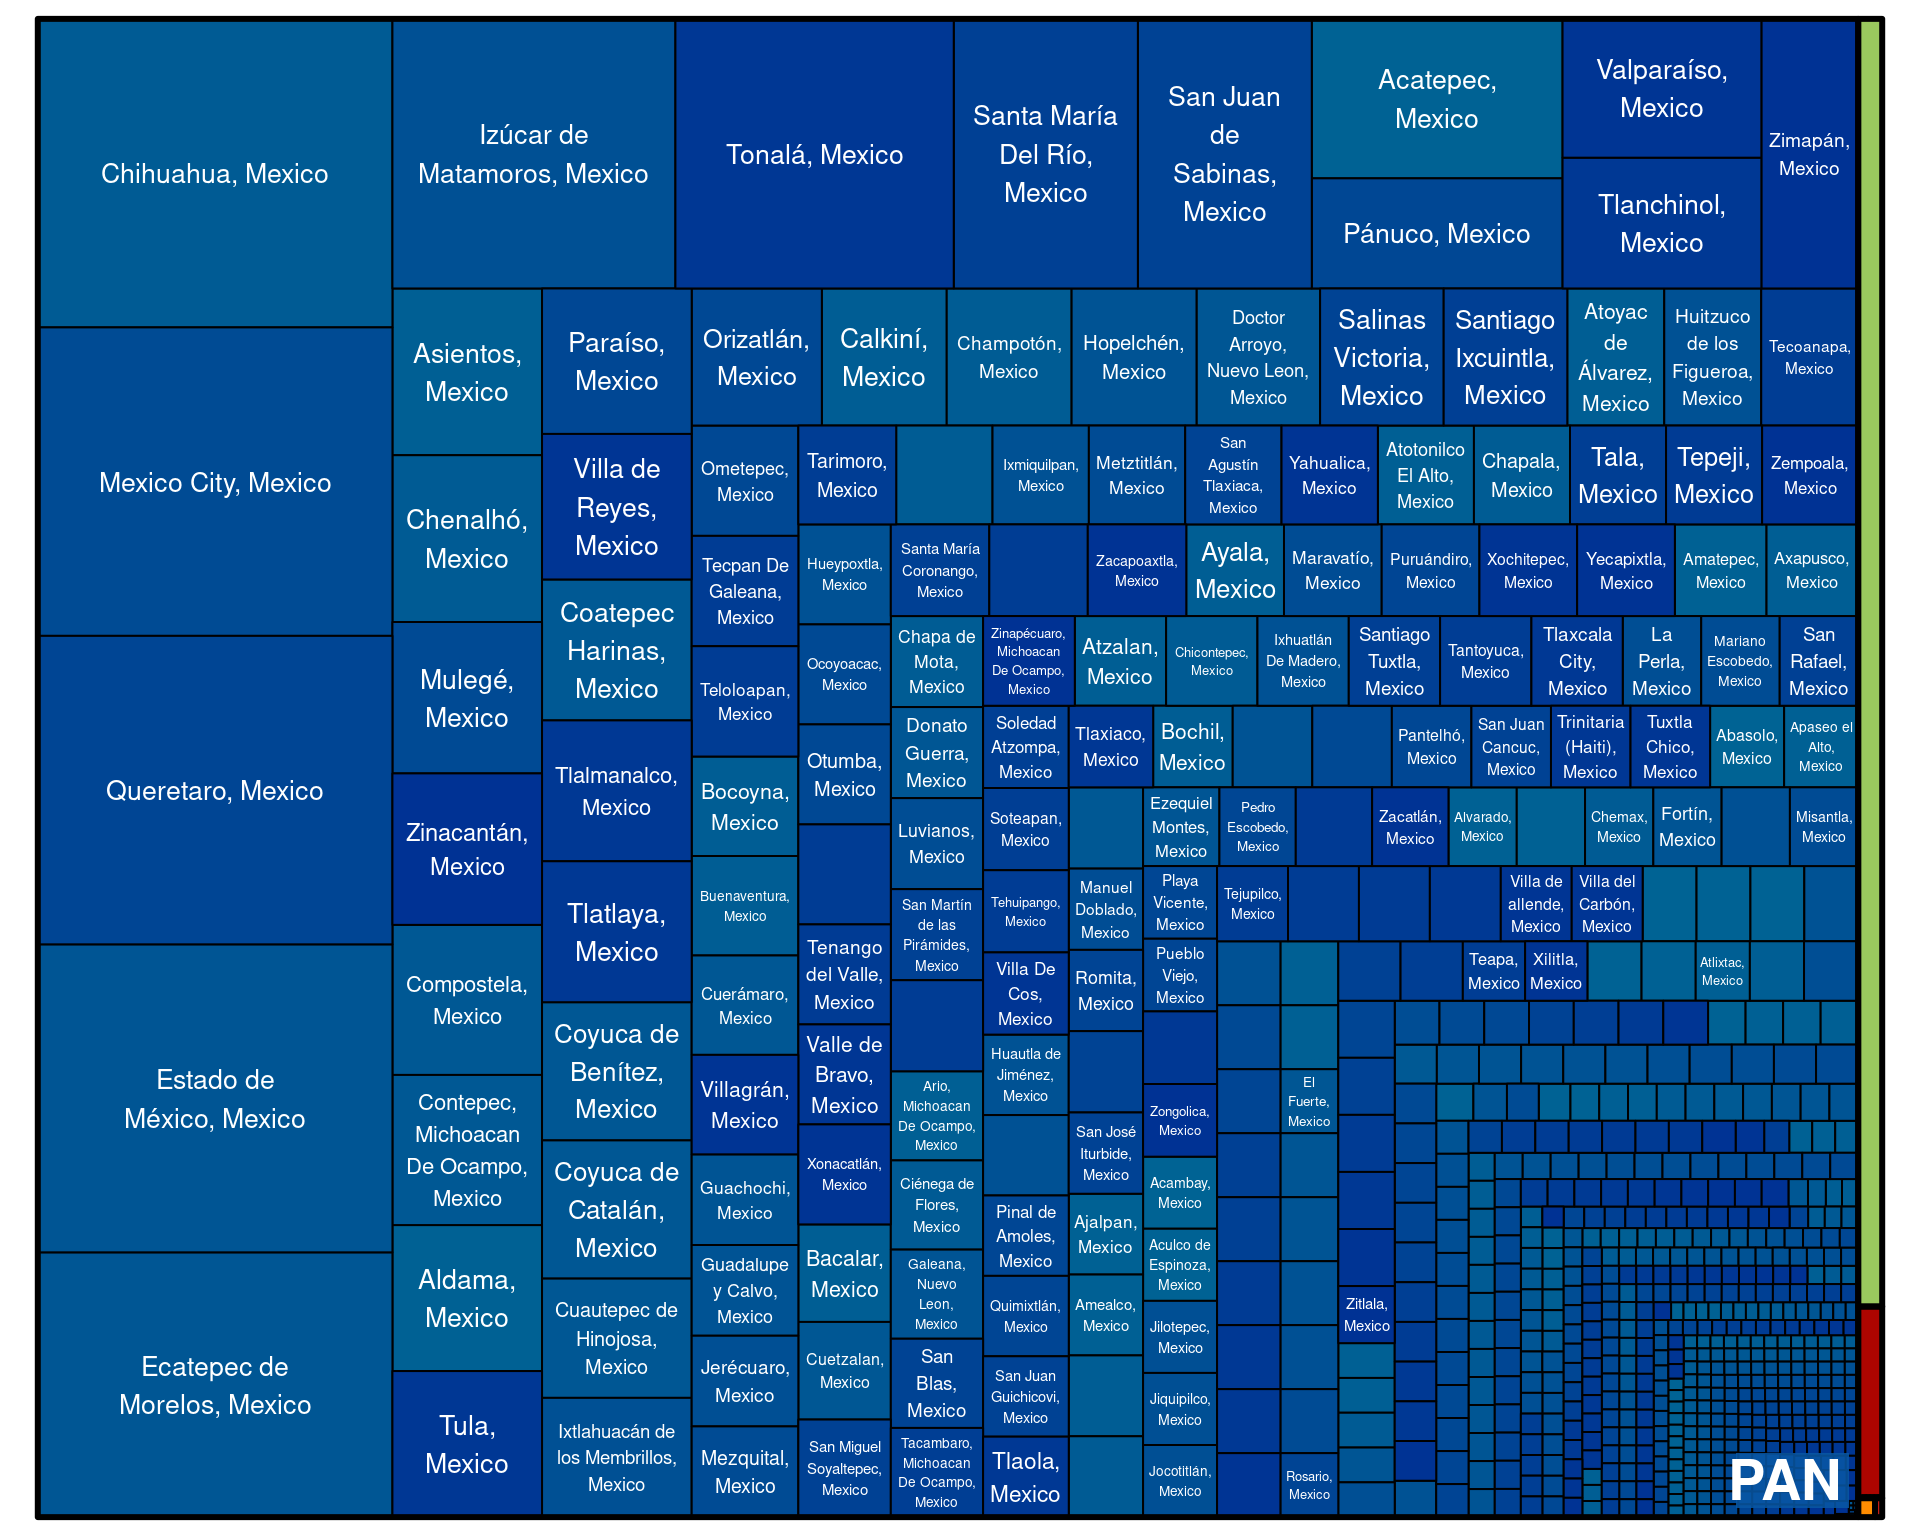 Chihuahua, Mexico
Mexico City, Mexico
Queretaro, Mexico
Estado de
México, Mexico
Ecatepec de
Morelos, Mexico
Izúcar de
Matamoros, Mexico
Tonalá, Mexico
Santa María
Del Río,
Mexico
San Juan
de
Sabinas,
Mexico
Acatepec,
Mexico
Pánuco, Mexico
Valparaíso,
Mexico
Tlanchinol,
Mexico
Zimapán,
Mexico
Asientos,
Mexico
Chenalhó,
Mexico
Mulegé,
Mexico
Zinacantán,
Mexico
Compostela,
Mexico
Contepec,
Michoacan
De Ocampo,
Mexico
Aldama,
Mexico
Tula,
Mexico
Paraíso,
Mexico
Villa de
Reyes,
Mexico
Coatepec
Harinas,
Mexico
Tlalmanalco,
Mexico
Tlatlaya,
Mexico
Coyuca de
Benítez,
Mexico
Coyuca de
Catalán,
Mexico
Cuautepec de
Hinojosa,
Mexico
Ixtlahuacán de
los Membrillos,
Mexico
Orizatlán,
Mexico
Calkiní,
Mexico
Champotón,
Mexico
Hopelchén,
Mexico
Doctor
Arroyo,
Nuevo Leon,
Mexico
Salinas
Victoria,
Mexico
Santiago
Ixcuintla,
Mexico
Atoyac
de
Álvarez,
Mexico
Huitzuco
de los
Figueroa,
Mexico
Tecoanapa,
Mexico
Ometepec,
Mexico
Tecpan De
Galeana,
Mexico
Teloloapan,
Mexico
Bocoyna,
Mexico
Buenaventura,
Mexico
Cuerámaro,
Mexico
Villagrán,
Mexico
Guachochi,
Mexico
Guadalupe
y Calvo,
Mexico
Jerécuaro,
Mexico
Mezquital,
Mexico
Tarimoro,
Mexico
Ixmiquilpan,
Mexico
Metztitlán,
Mexico
San
Agustín
Tlaxiaca,
Mexico
Yahualica,
Mexico
Atotonilco
El Alto,
Mexico
Chapala,
Mexico
Tala,
Mexico
Tepeji,
Mexico
Zempoala,
Mexico
Hueypoxtla,
Mexico
Ocoyoacac,
Mexico
Otumba,
Mexico
Tenango
del Valle,
Mexico
Valle de
Bravo,
Mexico
Xonacatlán,
Mexico
Bacalar,
Mexico
Cuetzalan,
Mexico
San Miguel
Soyaltepec,
Mexico
Santa María
Coronango,
Mexico
Zacapoaxtla,
Mexico
Ayala,
Mexico
Maravatío,
Mexico
Puruándiro,
Mexico
Xochitepec,
Mexico
Yecapixtla,
Mexico
Amatepec,
Mexico
Axapusco,
Mexico
Chapa de
Mota,
Mexico
Donato
Guerra,
Mexico
Luvianos,
Mexico
San Martín
de las
Pirámides,
Mexico
Ario,
Michoacan
De Ocampo,
Mexico
Ciénega de
Flores,
Mexico
Galeana,
Nuevo
Leon,
Mexico
San
Blas,
Mexico
Tacambaro,
Michoacan
De Ocampo,
Mexico
Zinapécuaro,
Michoacan
De Ocampo,
Mexico
Atzalan,
Mexico
Chicontepec,
Mexico
Ixhuatlán
De Madero,
Mexico
Santiago
Tuxtla,
Mexico
Tantoyuca,
Mexico
Tlaxcala
City,
Mexico
La
Perla,
Mexico
Mariano
Escobedo,
Mexico
San
Rafael,
Mexico
Soledad
Atzompa,
Mexico
Soteapan,
Mexico
Tehuipango,
Mexico
Villa De
Cos,
Mexico
Huautla de
Jiménez,
Mexico
Pinal de
Amoles,
Mexico
Quimixtlán,
Mexico
San Juan
Guichicovi,
Mexico
Tlaola,
Mexico
Tlaxiaco,
Mexico
Bochil,
Mexico
Pantelhó,
Mexico
San Juan
Cancuc,
Mexico
Trinitaria
(Haiti),
Mexico
Tuxtla
Chico,
Mexico
Abasolo,
Mexico
Apaseo el
Alto,
Mexico
Manuel
Doblado,
Mexico
Romita,
Mexico
San José
Iturbide,
Mexico
Ajalpan,
Mexico
Amealco,
Mexico
Ezequiel
Montes,
Mexico
Pedro
Escobedo,
Mexico
Zacatlán,
Mexico
Alvarado,
Mexico
Chemax,
Mexico
Fortín,
Mexico
Misantla,
Mexico
Playa
Vicente,
Mexico
Pueblo
Viejo,
Mexico
Zongolica,
Mexico
Acambay,
Mexico
Aculco de
Espinoza,
Mexico
Jilotepec,
Mexico
Jiquipilco,
Mexico
Jocotitlán,
Mexico
Tejupilco,
Mexico
Villa de
allende,
Mexico
Villa del
Carbón,
Mexico
Teapa,
Mexico
Xilitla,
Mexico
Atlixtac,
Mexico
El
Fuerte,
Mexico
Rosario,
Mexico
Zitlala,
Mexico
PAN